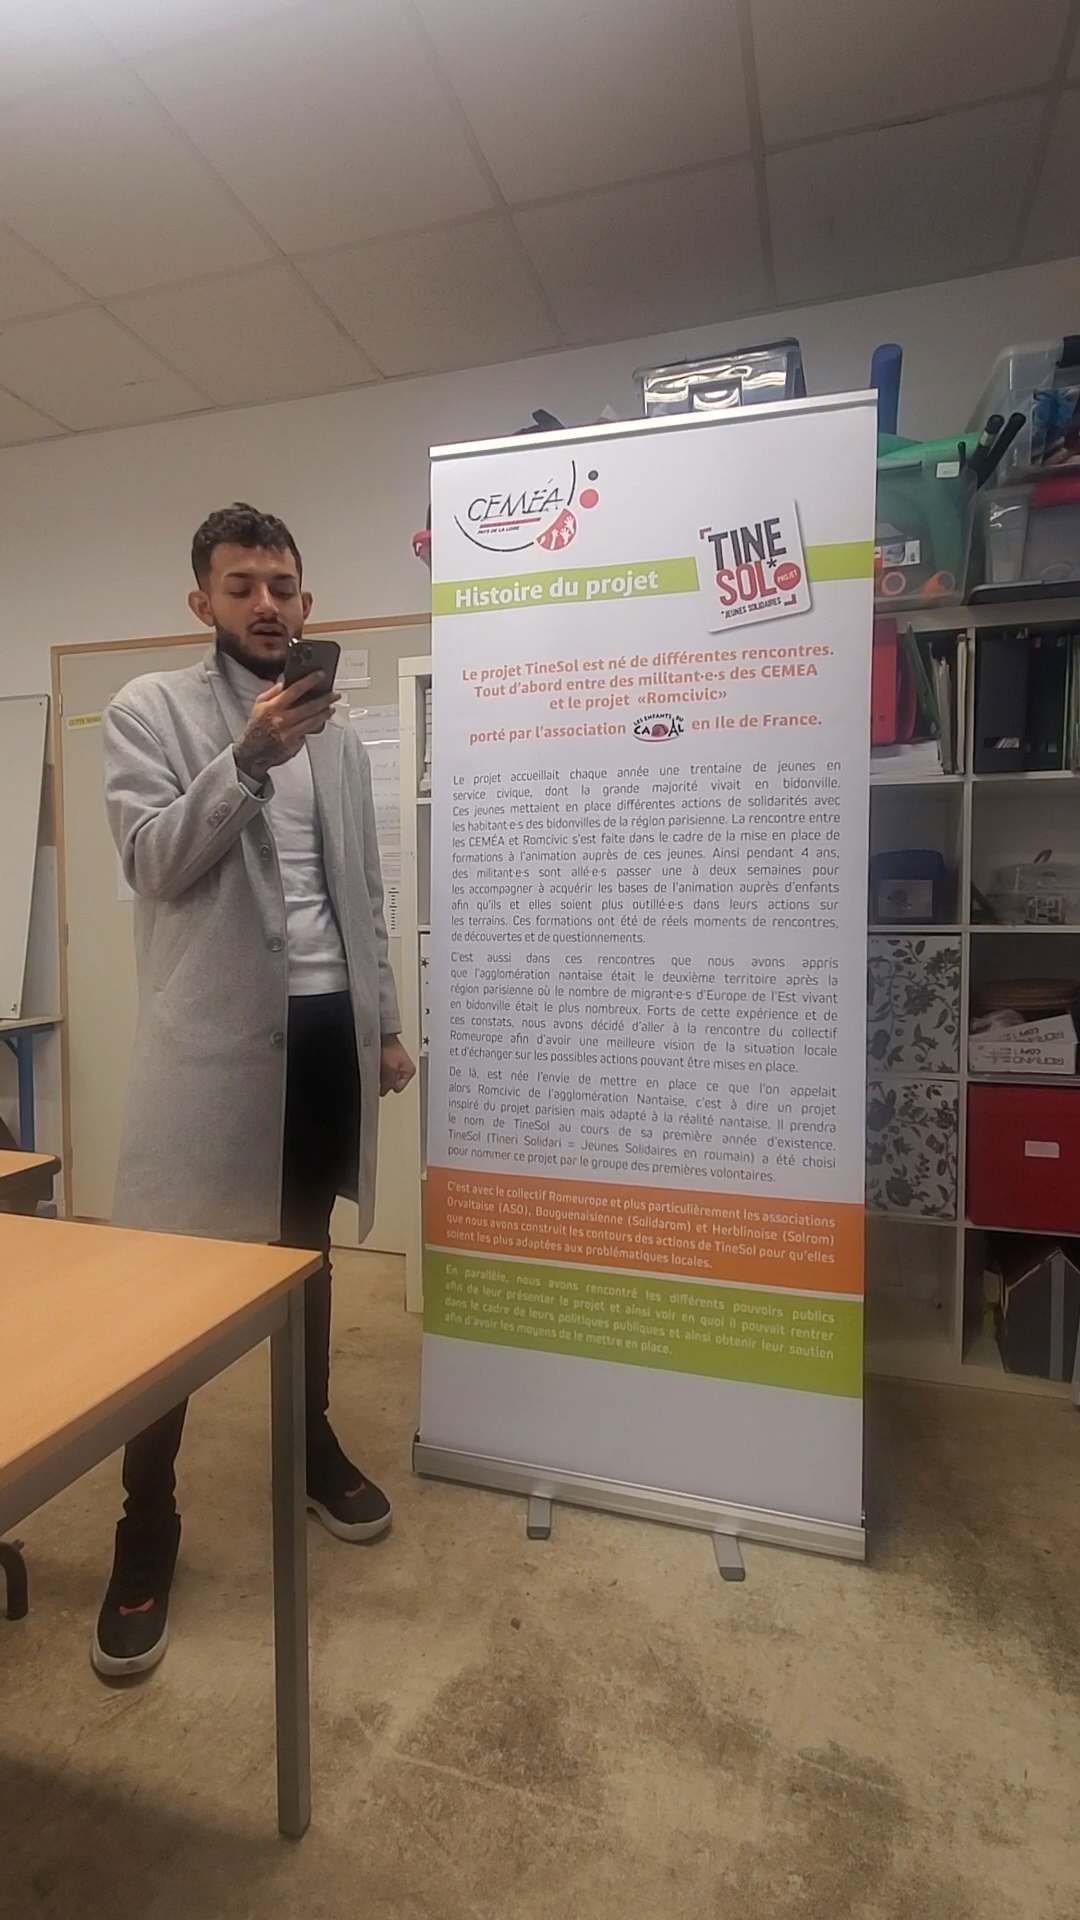 CEMÉA
PAYS DE LA LOIRE
TINE
SOL*
PROJET
*JEUNES SOLIDAIRES
Histoire du projet
Le projet TineSol est né de différentes rencontres.
Tout d'abord entre des militant·e·s des CEMEA
et le projet «Romcivic»
porté par l'association LES ENFANTS DU CANAL en Ile de France.
Le projet accueillait chaque année une trentaine de jeunes en
service civique, dont la grande majorité vivait en bidonville.
Ces jeunes mettaient en place différentes actions de solidarités avec
les habitant·e·s des bidonvilles de la région parisienne. La rencontre entre
les CEMÉA et Romcivic s'est faite dans le cadre de la mise en place de
formations à l'animation auprès de ces jeunes. Ainsi pendant 4 ans,
des militant·e·s sont allé·e·s passer une à deux semaines pour
les accompagner à acquérir les bases de l'animation auprès d'enfants
afin qu'ils et elles soient plus outillé·e·s dans leurs actions sur
les terrains. Ces formations ont été de réels moments de rencontres,
de découvertes et de questionnements.
C'est aussi dans ces rencontres que nous avons appris
que l'agglomération nantaise était le deuxième territoire après la
région parisienne où le nombre de migrant·e·s d'Europe de l'Est vivant
en bidonville était le plus nombreux. Forts de cette expérience et de
ces constats, nous avons décidé d'aller à la rencontre du collectif
Romeurope afin d'avoir une meilleure vision de la situation locale
et d'échanger sur les possibles actions pouvant être mises en place.
De là, est née l'envie de mettre en place ce que l'on appelait
alors Romcivic de l'agglomération Nantaise, c'est à dire un projet
inspiré du projet parisien mais adapté à la réalité nantaise. Il prendra
le nom de TineSol au cours de sa première année d'existence.
TineSol (Tineri Solidari = Jeunes Solidaires en roumain) a été choisi
pour nommer ce projet par le groupe des premières volontaires.
C'est avec le collectif Romeurope et plus particulièrement les associations
Orvaltaise (ASO), Bouguenaisienne (Solidarom) et Herblinoise (Solrom)
que nous avons construit les contours des actions de TineSol pour qu'elles
soient les plus adaptées aux problématiques locales.
En parallèle, nous avons rencontré les différents pouvoirs publics
afin de leur présenter le projet et ainsi voir en quoi il pouvait rentrer
dans le cadre de leurs politiques publiques et ainsi obtenir leur soutien
afin d'avoir les moyens de le mettre en place.